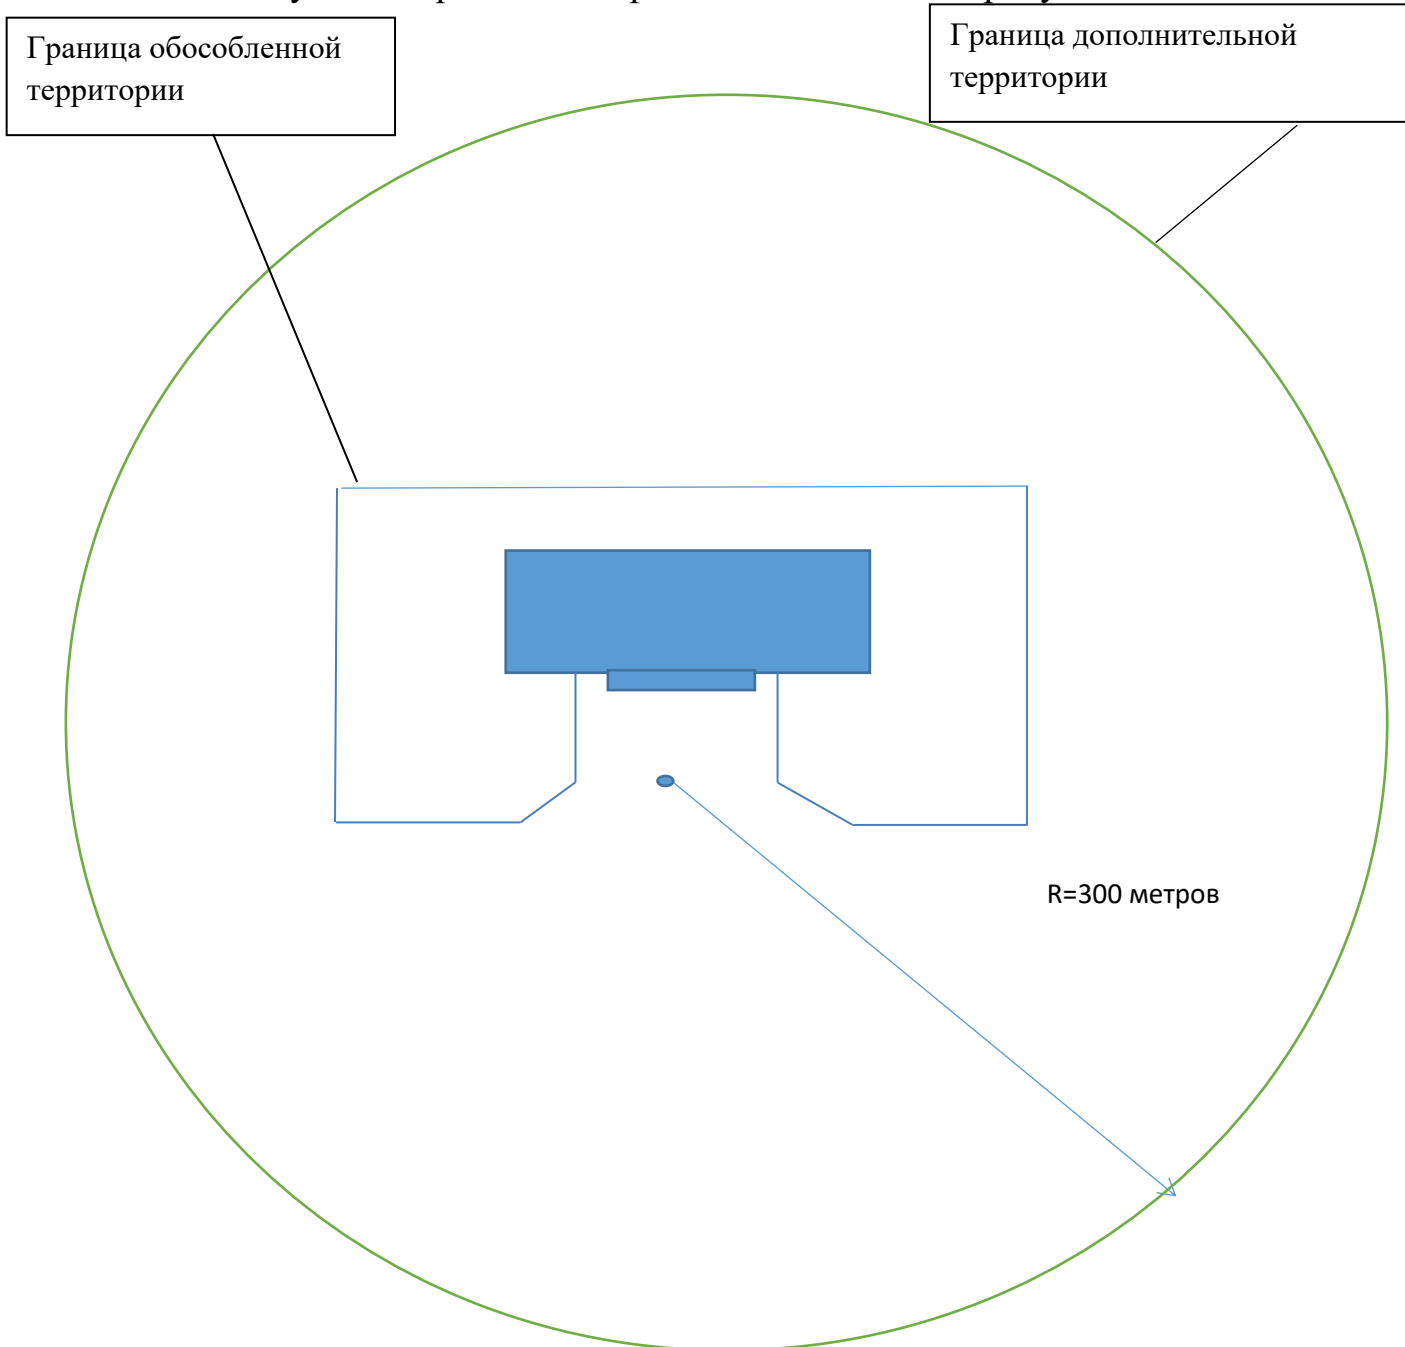 Граница обособленной
территории
Граница дополнительной
территории
R=300 метров